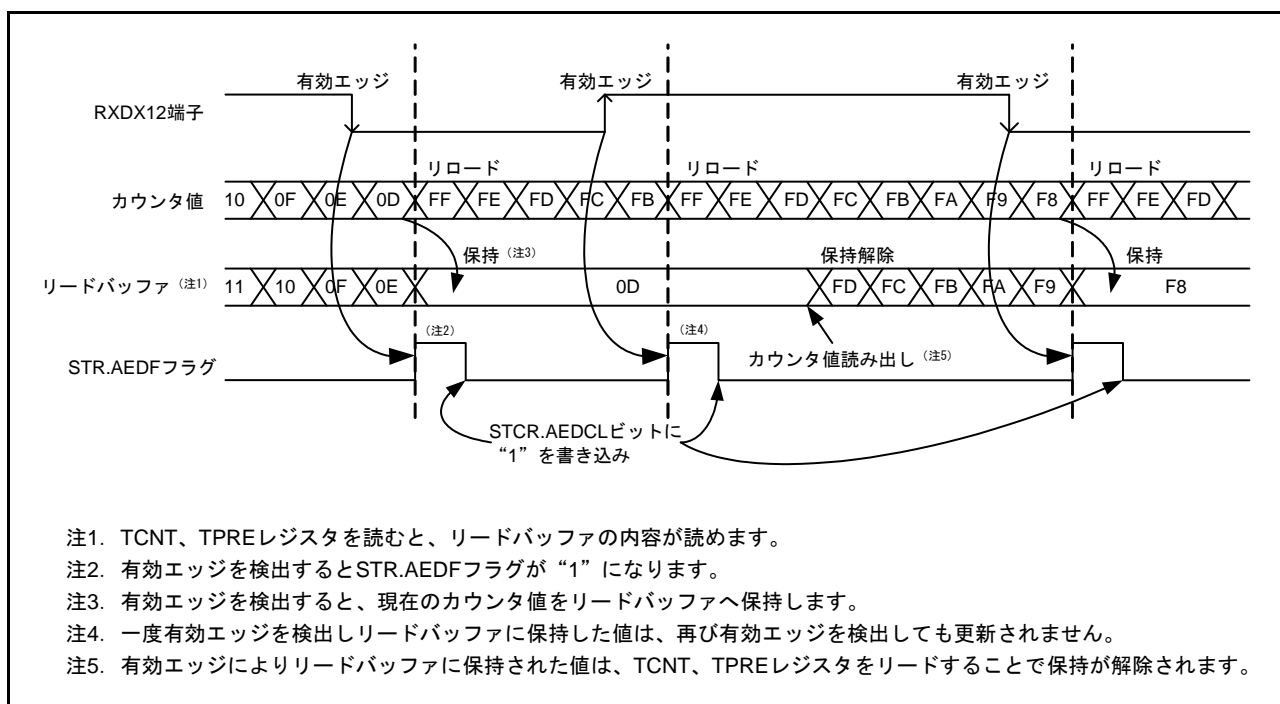 有効エッジ 有効エッジ 有効エッジ
RXDX12端子
リロード リロード リロード
カウンタ値 10 0F 0E 0D FF FE FD FC FB FF FE FD FC FB FA F9 F8 FF FE FD
保持(注3) 保持解除 保持
リードバッファ(注1) 11 10 0F 0E 0D FD FC FB FA F9 F8
(注2) (注4)
カウンタ値読み出し(注5)
STR.AEDFフラグ
STCR.AEDCLビットに
“1”を書き込み
注1. TCNT、TPREレジスタを読むと、リードバッファの内容が読めます。
注2. 有効エッジを検出するとSTR.AEDFフラグが“1”になります。
注3. 有効エッジを検出すると、現在のカウンタ値をリードバッファへ保持します。
注4. 一度有効エッジを検出しリードバッファに保持した値は、再び有効エッジを検出しても更新されません。
注5. 有効エッジによりリードバッファに保持された値は、TCNT、TPREレジスタをリードすることで保持が解除されます。